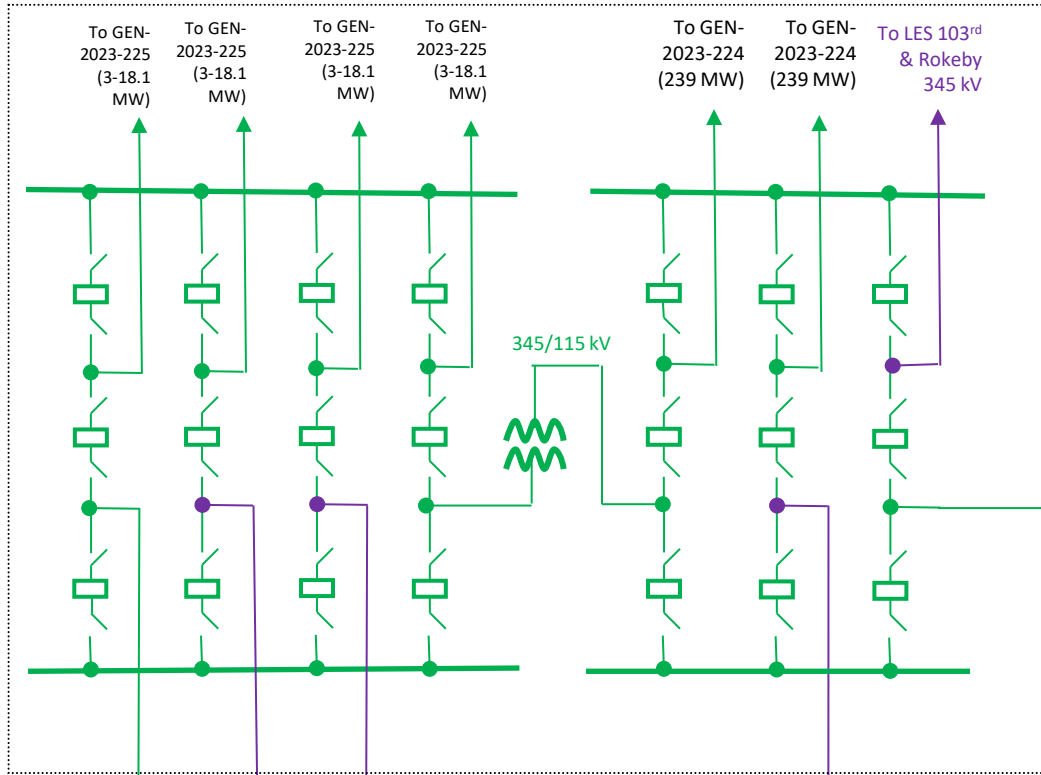 To GEN-
2023-225
(3-18.1
MW)
To GEN-
2023-225
(3-18.1
MW)
To GEN-
2023-225
(3-18.1
MW)
To GEN-
2023-225
(3-18.1
MW)
To GEN-
2023-224
(239 MW)
To GEN-
2023-224
(239 MW)
To LES 103rd
& Rokeby
345 kV
345/115 kV